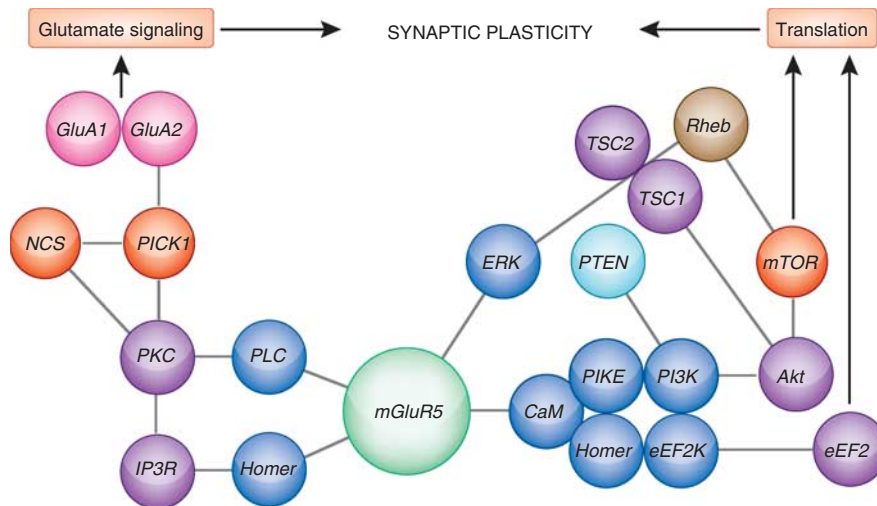 Glutamate signaling
SYNAPTIC PLASTICITY
Translation
GluA1
GluA2
TSC2
Rheb
TSC1
NCS
PICK1
ERK
PTEN
mTOR
PKC
PLC
mGluR5
CaM
PIKE
PI3K
Akt
IP3R
Homer
Homer
eEF2K
eEF2